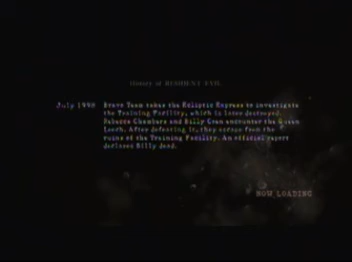 History of RESIDENT EVIL
July 1998 Bravo Team takes the Ecliptic Express to investigate
the Training Facility, which is later destroyed.
Rebecca Chambers and Billy Coen encounter the Queen
Leech. After defeating it, they escape from the
ruins of the Training Facility. An official report
declares Billy dead.
NOW LOADING